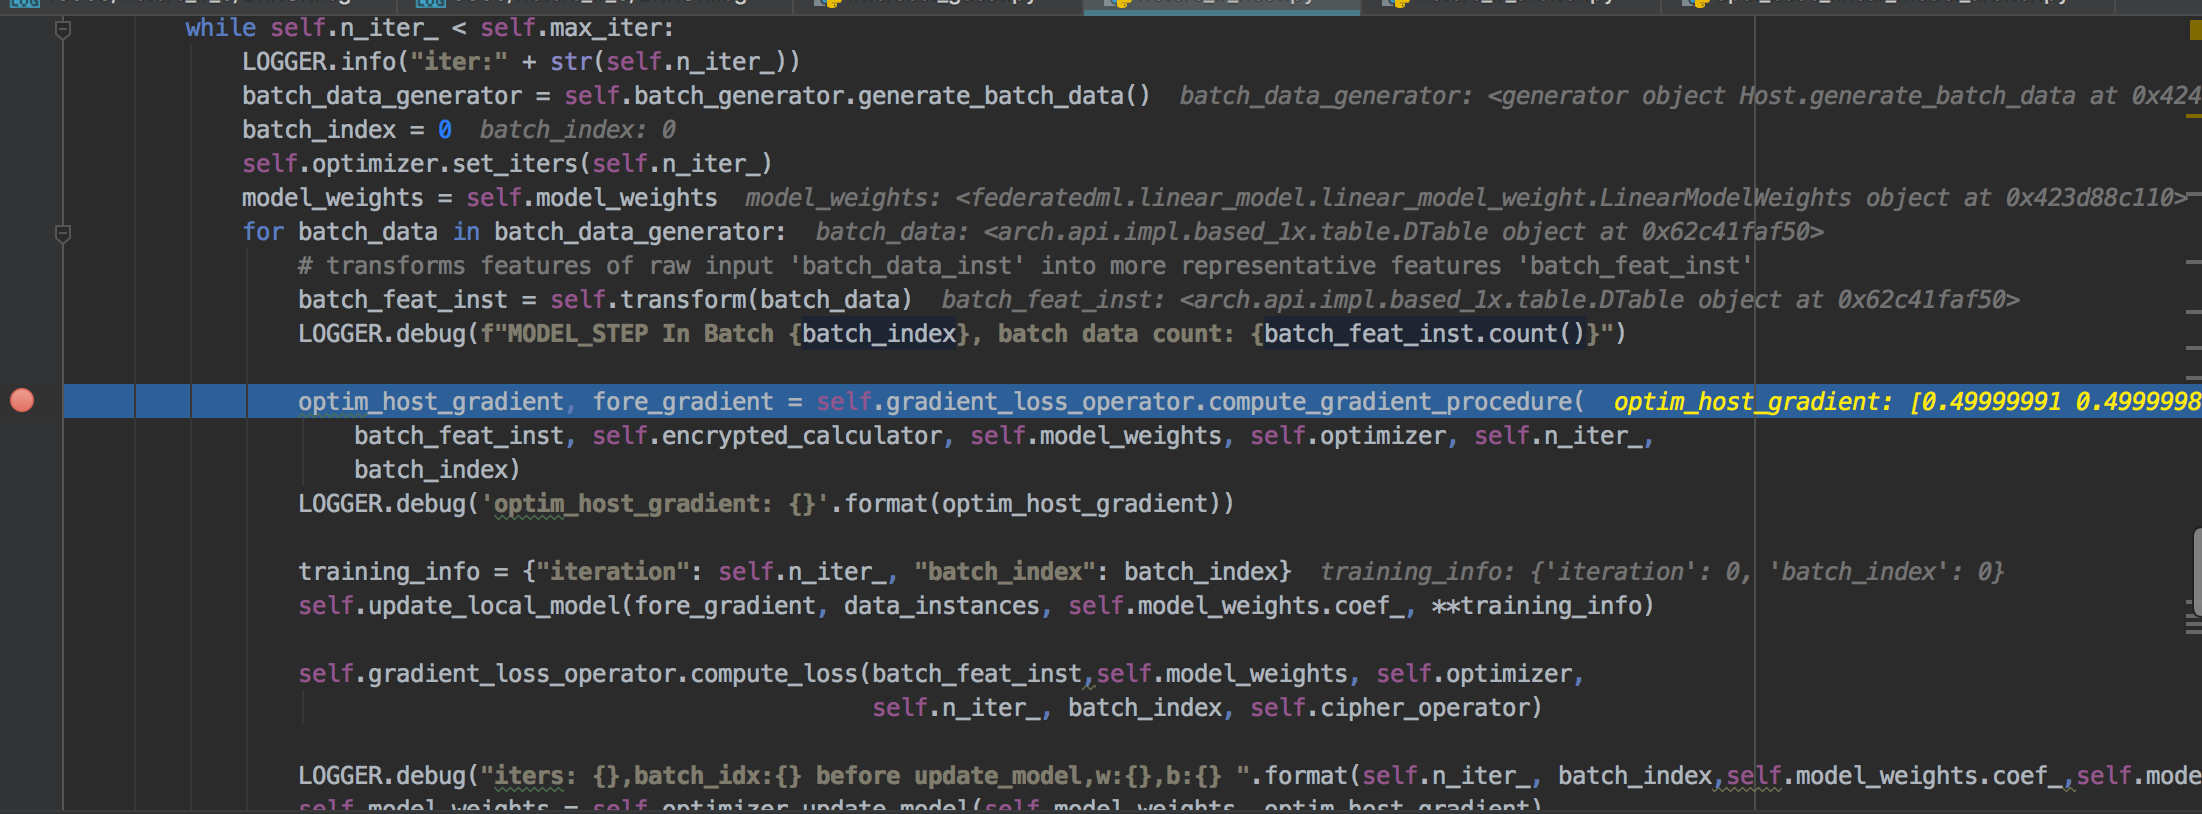 while self.n_iter_ < self.max_iter:
LOGGER.info("iter:" + str(self.n_iter_))
batch_data_generator = self.batch_generator.generate_batch_data() batch_data_generator: <generator object Host.generate_batch_data at 0x424
batch_index = 0 batch_index: 0
self.optimizer.set_iters(self.n_iter_)
model_weights = self.model_weights model_weights: <federatedml.linear_model.linear_model_weight.LinearModelWeights object at 0x423d88c110>
for batch_data in batch_data_generator: batch_data: <arch.api.impl.based_1x.table.DTable object at 0x62c41faf50>
# transforms features of raw input 'batch_data_inst' into more representative features 'batch_feat_inst'
batch_feat_inst = self.transform(batch_data) batch_feat_inst: <arch.api.impl.based_1x.table.DTable object at 0x62c41faf50>
LOGGER.debug(f"MODEL_STEP In Batch {batch_index}, batch data count: {batch_feat_inst.count()}")
optim_host_gradient, fore_gradient = self.gradient_loss_operator.compute_gradient_procedure( optim_host_gradient: [0.49999991 0.4999998
batch_feat_inst, self.encrypted_calculator, self.model_weights, self.optimizer, self.n_iter_,
batch_index)
LOGGER.debug('optim_host_gradient: {}'.format(optim_host_gradient))
training_info = {"iteration": self.n_iter_, "batch_index": batch_index} training_info: {'iteration': 0, 'batch_index': 0}
self.update_local_model(fore_gradient, data_instances, self.model_weights.coef_, **training_info)
self.gradient_loss_operator.compute_loss(batch_feat_inst,self.model_weights, self.optimizer,
self.n_iter_, batch_index, self.cipher_operator)
LOGGER.debug("iters: {},batch_idx:{} before update_model,w:{},b:{} ".format(self.n_iter_, batch_index,self.model_weights.coef_,self.mode
self.model_weights = self.optimizer.update_model(self.model_weights, optim_host_gradient)